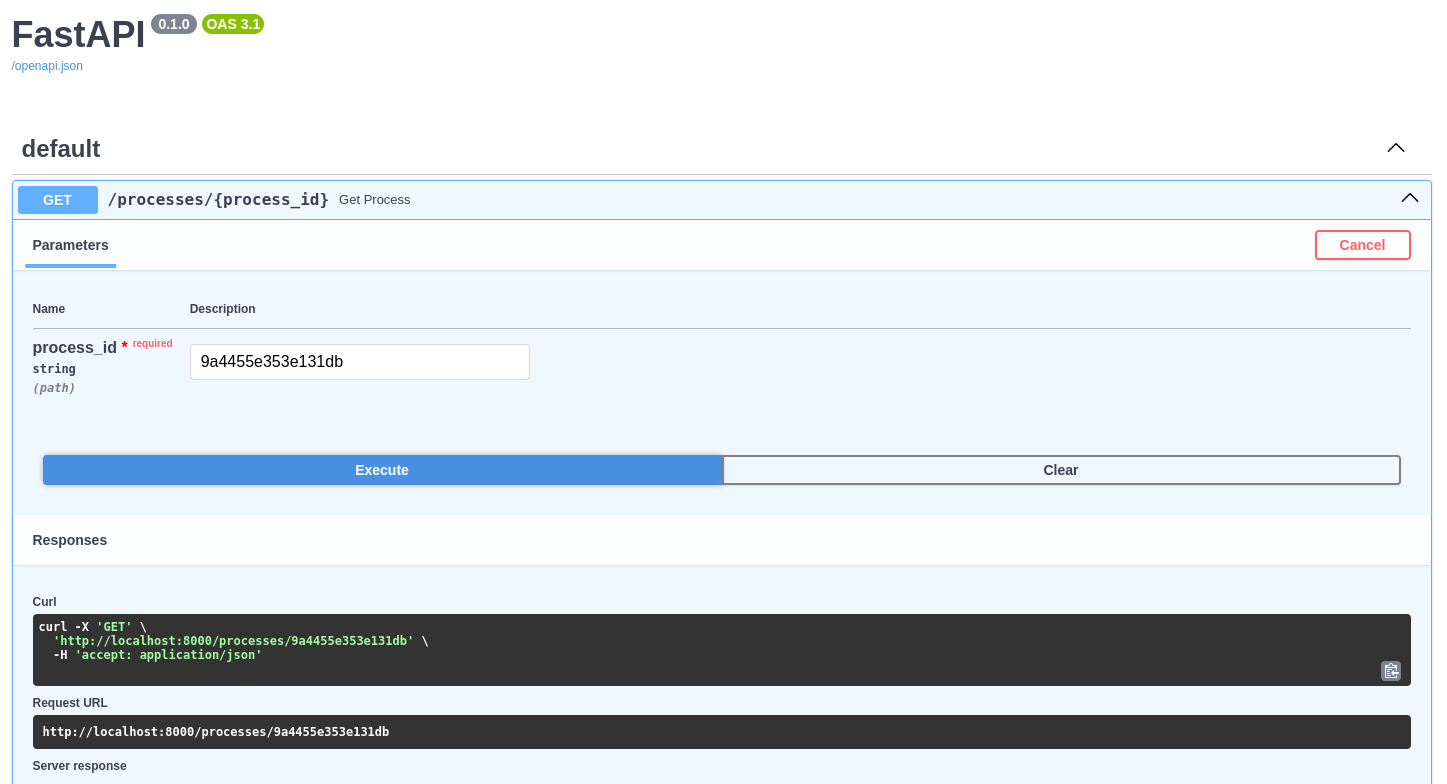 FastAPI 0.1.0 OAS 3.1
/openapi.json
default
GET /processes/{process_id} Get Process
Parameters Cancel
Name Description
process_id * required 9a4455e353e131db
string
(path)
Execute Clear
Responses
Curl
curl -X 'GET' \
  'http://localhost:8000/processes/9a4455e353e131db' \
  -H 'accept: application/json'
Request URL
http://localhost:8000/processes/9a4455e353e131db
Server response